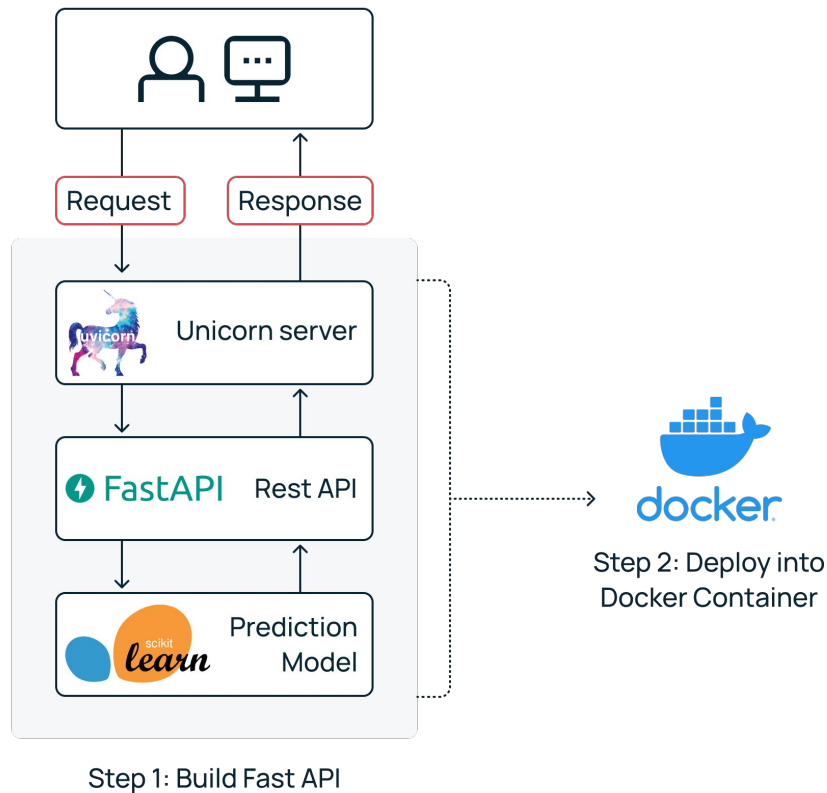 Request
Response
uvicorn
Unicorn server
FastAPI
Rest API
scikit
learn
Prediction
Model
docker
Step 2: Deploy into
Docker Container
Step 1: Build Fast API